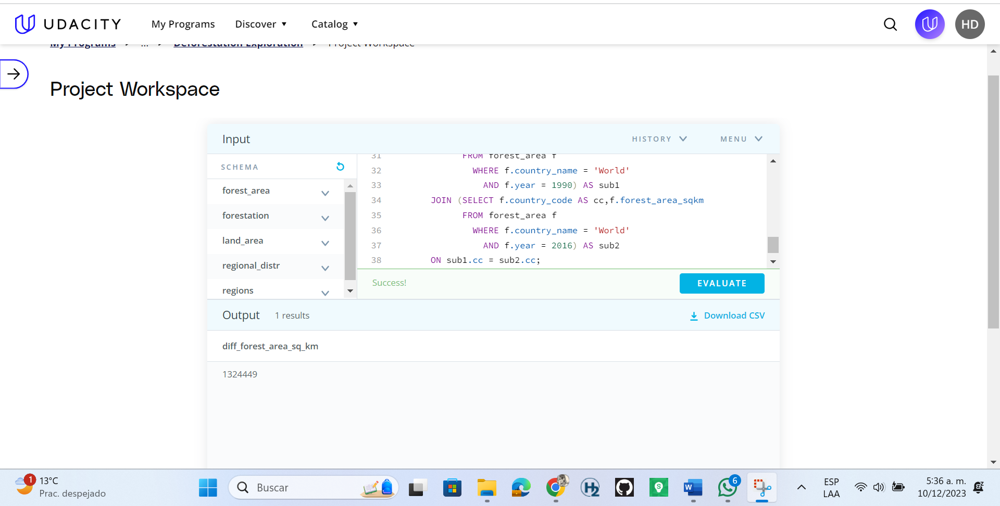 UDACITY
My Programs
Discover ▼
Catalog ▼
HD
My Programs > ... > Deforestation Exploration > Project Workspace
Project Workspace
Input
HISTORY
MENU
SCHEMA
forest_area
forestation
land_area
regional_distr
regions
31 FROM forest_area f
32 WHERE f.country_name = 'World'
33 AND f.year = 1990) AS sub1
34 JOIN (SELECT f.country_code AS cc,f.forest_area_sqkm
35 FROM forest_area f
36 WHERE f.country_name = 'World'
37 AND f.year = 2016) AS sub2
38 ON sub1.cc = sub2.cc;
Success!
EVALUATE
Output 1 results
Download CSV
diff_forest_area_sq_km
1324449
1
13°C
Prac. despejado
Buscar
H2
S
W
6
ESP
LAA
5:36 a. m.
10/12/2023